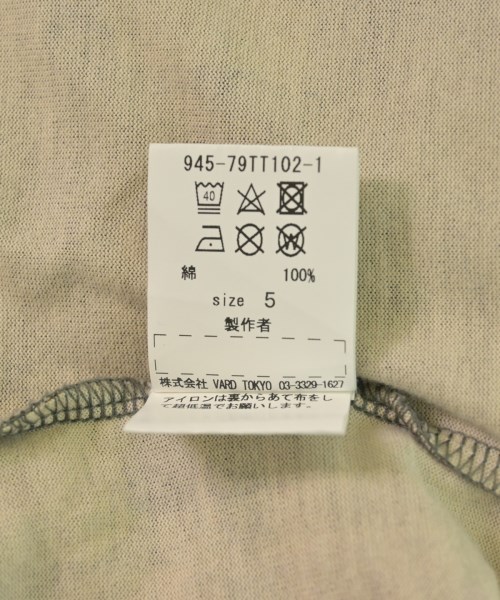 945-79TT102-1
40
W
綿 100%
size 5
製作者
株式会社 VARD TOKYO 03-3329-1627
アイロンは裏からあて布をし
て超低温でお願いします。